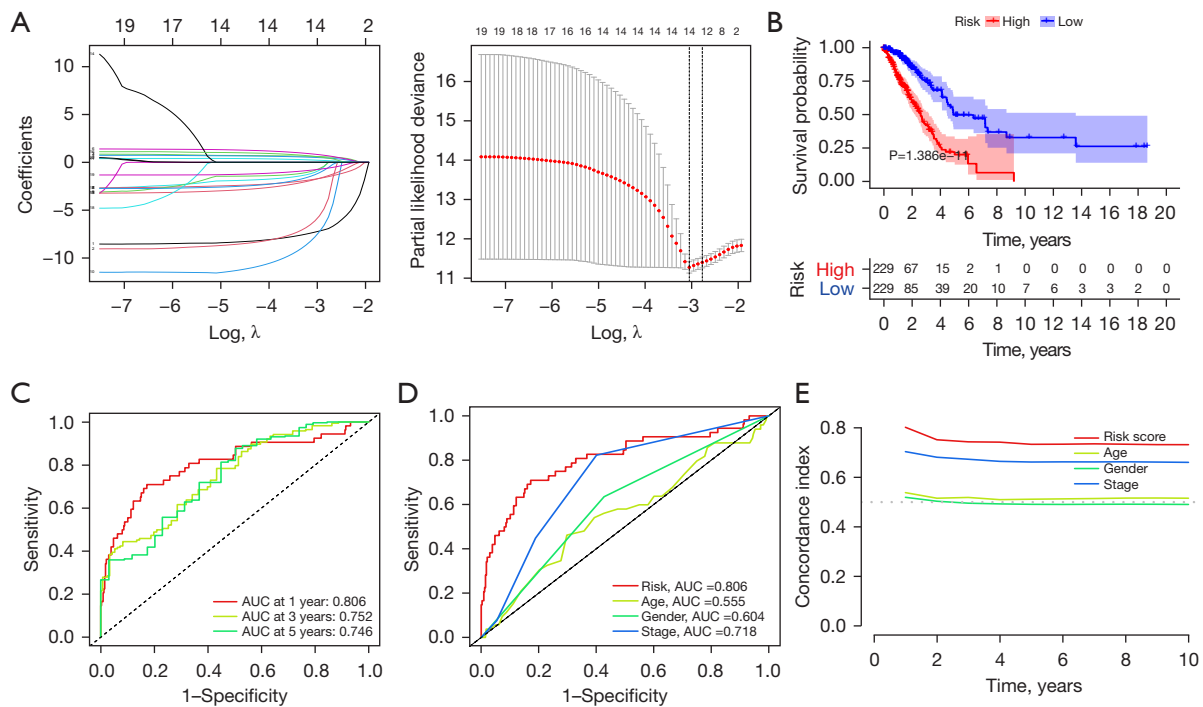 A
19 17 14 14 2
10
5
0
−5
−10
Coefficients
−7 −6 −5 −4 −3 −2
Log, λ
19 19 18 18 17 16 16 14 14 14 14 14 14 14 12 8 2
16
15
14
13
12
11
Partial likelihood deviance
−7 −6 −5 −4 −3 −2
Log, λ
B
Risk High Low
1.00
0.75
0.50
0.25
0.00
Survival probability
P=1.386e−11
0 2 4 6 8 10 12 14 16 18 20
Time, years
Risk
High 229 67 15 2 1 0 0 0 0 0 0
Low 229 85 39 20 10 7 6 3 3 2 0
0 2 4 6 8 10 12 14 16 18 20
Time, years
C
1.0
0.8
0.6
0.4
0.2
0.0
Sensitivity
AUC at 1 year: 0.806
AUC at 3 years: 0.752
AUC at 5 years: 0.746
0.0 0.2 0.4 0.6 0.8 1.0
1−Specificity
D
1.0
0.8
0.6
0.4
0.2
0.0
Sensitivity
Risk, AUC =0.806
Age, AUC =0.555
Gender, AUC =0.604
Stage, AUC =0.718
0.0 0.2 0.4 0.6 0.8 1.0
1−Specificity
E
0.8
0.6
0.4
0.2
0.0
Concordance index
Risk score
Age
Gender
Stage
0 2 4 6 8 10
Time, years